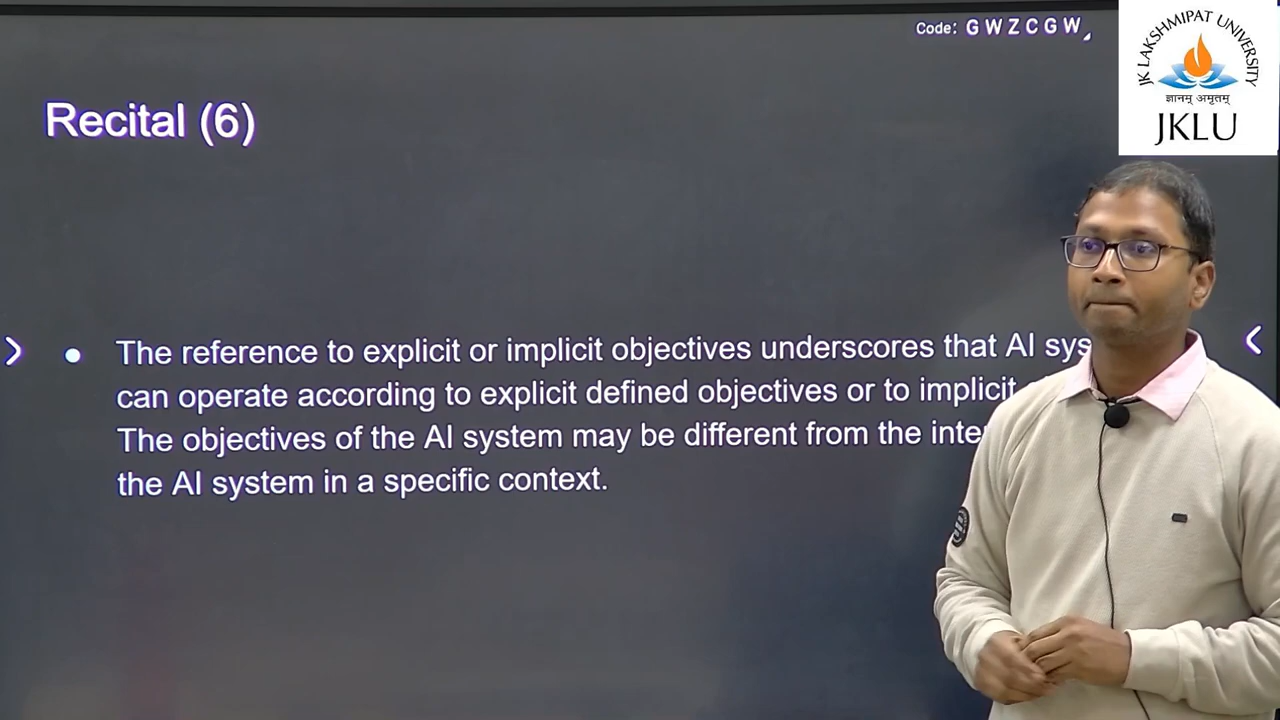 Code: GWZCGW
JK LAKSHMIPAT UNIVERSITY
ज्ञानम् अमृतम्
JKLU
Recital (6)
The reference to explicit or implicit objectives underscores that AI sys
can operate according to explicit defined objectives or to implicit
The objectives of the AI system may be different from the inte
the AI system in a specific context.